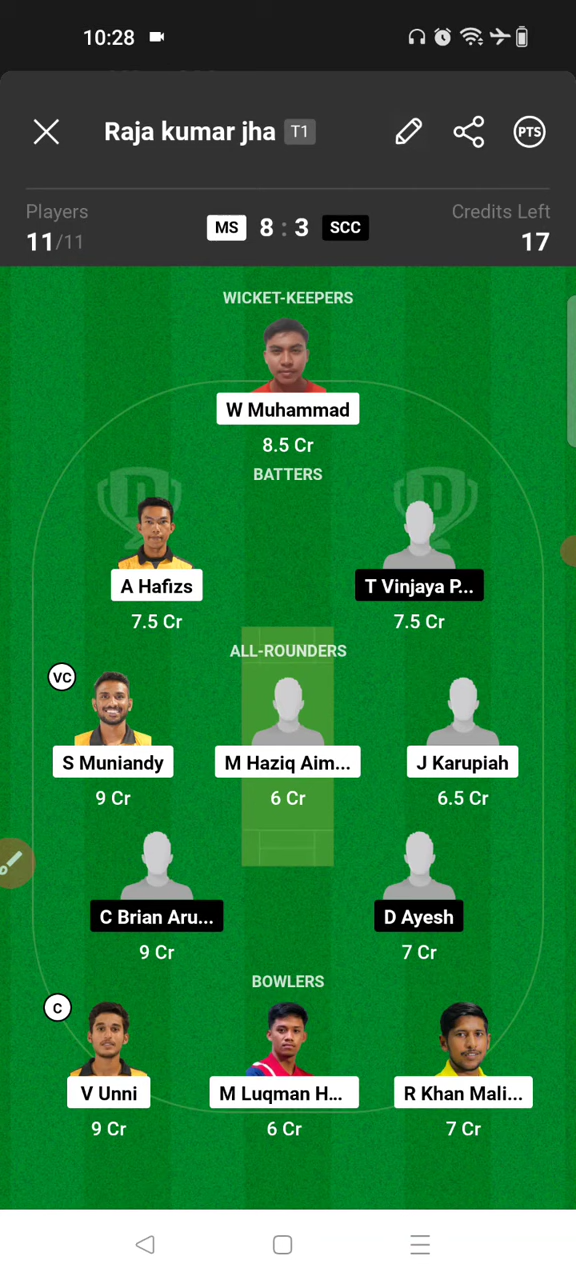 10:28
Raja kumar jha T1
PTS
Players
11/11
MS 8 : 3 SCC
Credits Left
17
WICKET-KEEPERS
W Muhammad
8.5 Cr
BATTERS
A Hafizs
T Vinjaya P...
7.5 Cr
7.5 Cr
ALL-ROUNDERS
VC
S Muniandy
M Haziq Aim...
J Karupiah
9 Cr
6 Cr
6.5 Cr
C Brian Aru...
D Ayesh
9 Cr
7 Cr
BOWLERS
C
V Unni
M Luqman H...
R Khan Mali...
9 Cr
6 Cr
7 Cr